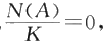 , N(A)/K = 0,